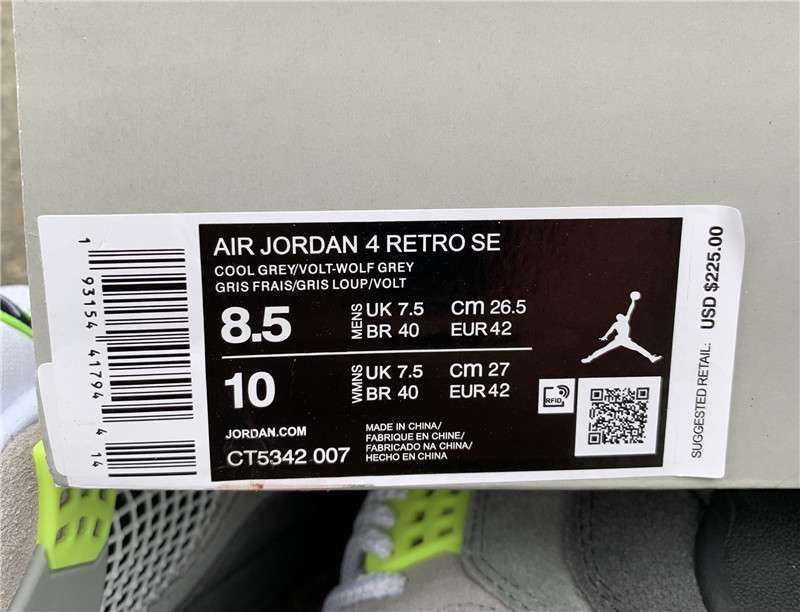 AIR JORDAN 4 RETRO SE
COOL GREY/VOLT-WOLF GREY
GRIS FRAIS/GRIS LOUP/VOLT
8.5
MENS
UK 7.5 cm 26.5
BR 40 EUR 42
10
WMNS
UK 7.5 cm 27
BR 40 EUR 42
JORDAN.COM
CT5342 007
MADE IN CHINA/
FABRIQUE EN CHINE/
FABRICADO NA CHINA/
HECHO EN CHINA
RFID
SUGGESTED RETAIL: USD $225.00
1 93154 41794 4 14